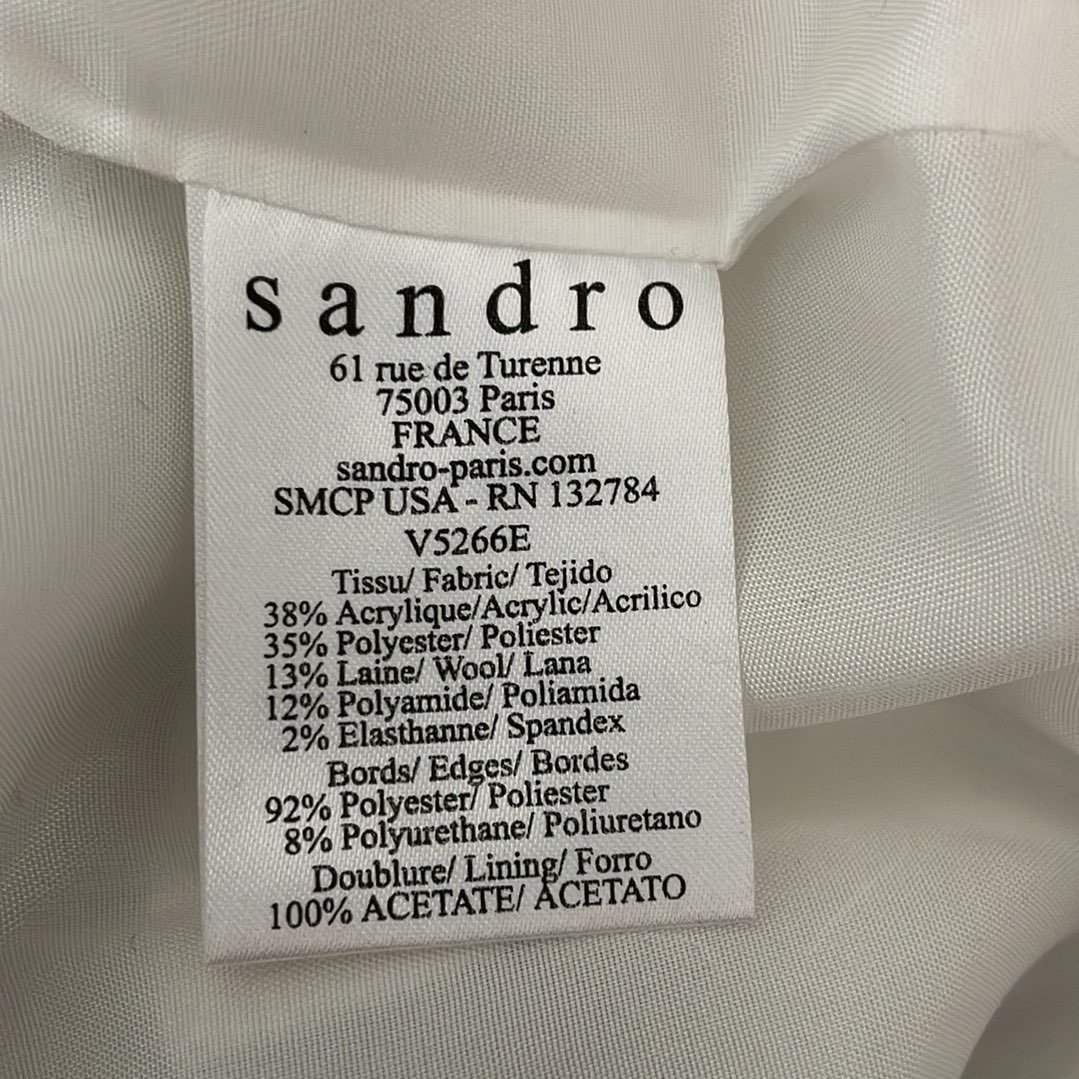 sandro
61 rue de Turenne
75003 Paris
FRANCE
sandro-paris.com
SMCP USA - RN 132784
V5266E
Tissu/ Fabric/ Tejido
38% Acrylique/Acrylic/Acrilico
35% Polyester/ Poliester
13% Laine/ Wool/ Lana
12% Polyamide/ Poliamida
2% Elasthanne/ Spandex
Bords/ Edges/ Bordes
92% Polyester/ Poliester
8% Polyurethane/ Poliuretano
Doublure/ Lining/ Forro
100% ACETATE/ ACETATO